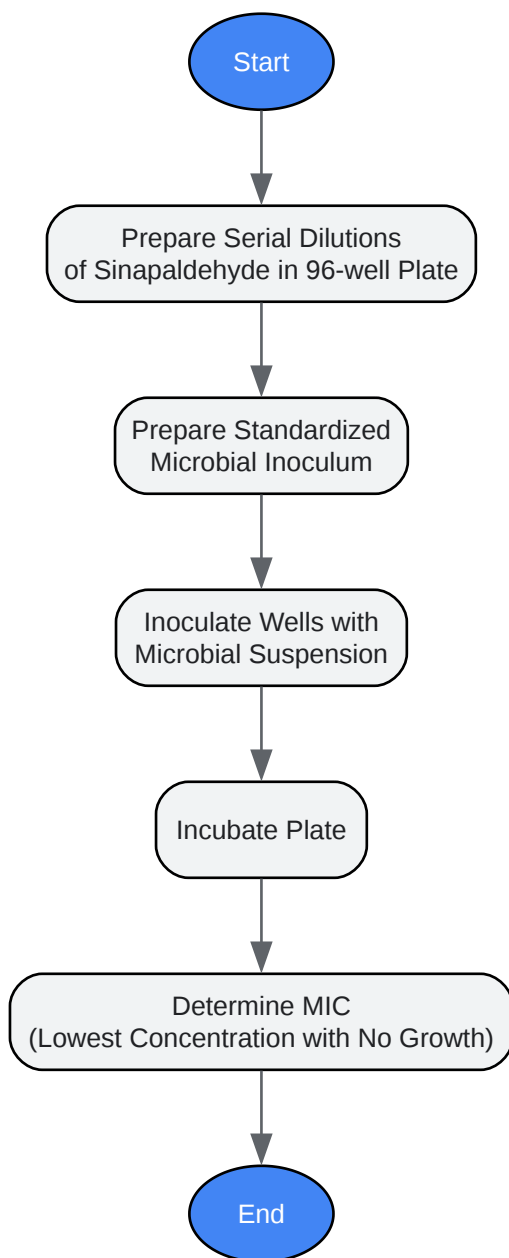 Start
Prepare Serial Dilutions
of Sinapaldehyde in 96-well Plate
Prepare Standardized
Microbial Inoculum
Inoculate Wells with
Microbial Suspension
Incubate Plate
Determine MIC
(Lowest Concentration with No Growth)
End